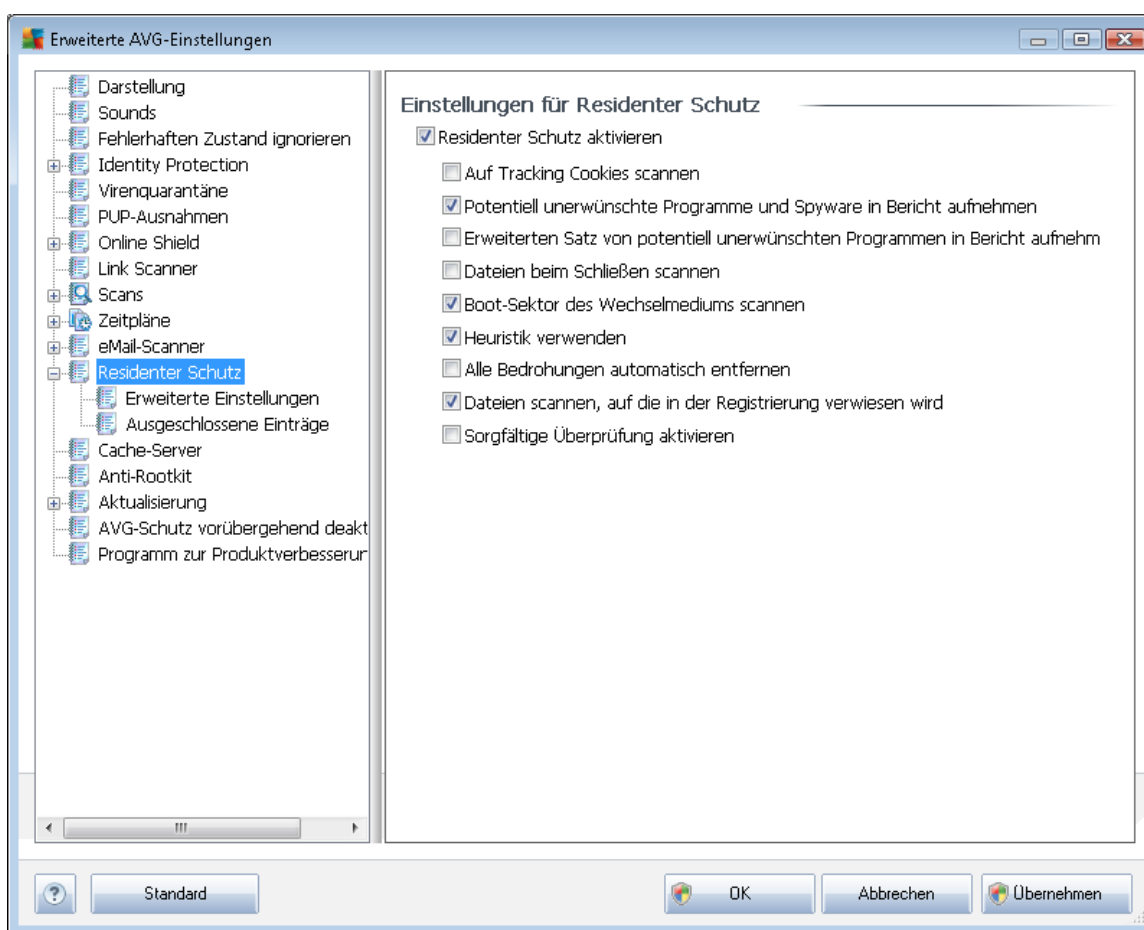 Erweiterte AVG-Einstellungen
Darstellung
Sounds
Fehlerhaften Zustand ignorieren
Identity Protection
Virenquarantäne
PUP-Ausnahmen
Online Shield
Link Scanner
Scans
Zeitpläne
eMail-Scanner
Residenter Schutz
Erweiterte Einstellungen
Ausgeschlossene Einträge
Cache-Server
Anti-Rootkit
Aktualisierung
AVG-Schutz vorübergehend deakt
Programm zur Produktverbesserur
Einstellungen für Residenter Schutz
Residenter Schutz aktivieren
Auf Tracking Cookies scannen
Potentiell unerwünschte Programme und Spyware in Bericht aufnehmen
Erweiterten Satz von potentiell unerwünschten Programmen in Bericht aufnehm
Dateien beim Schließen scannen
Boot-Sektor des Wechselmediums scannen
Heuristik verwenden
Alle Bedrohungen automatisch entfernen
Dateien scannen, auf die in der Registrierung verwiesen wird
Sorgfältige Überprüfung aktivieren
? Standard OK Abbrechen Übernehmen